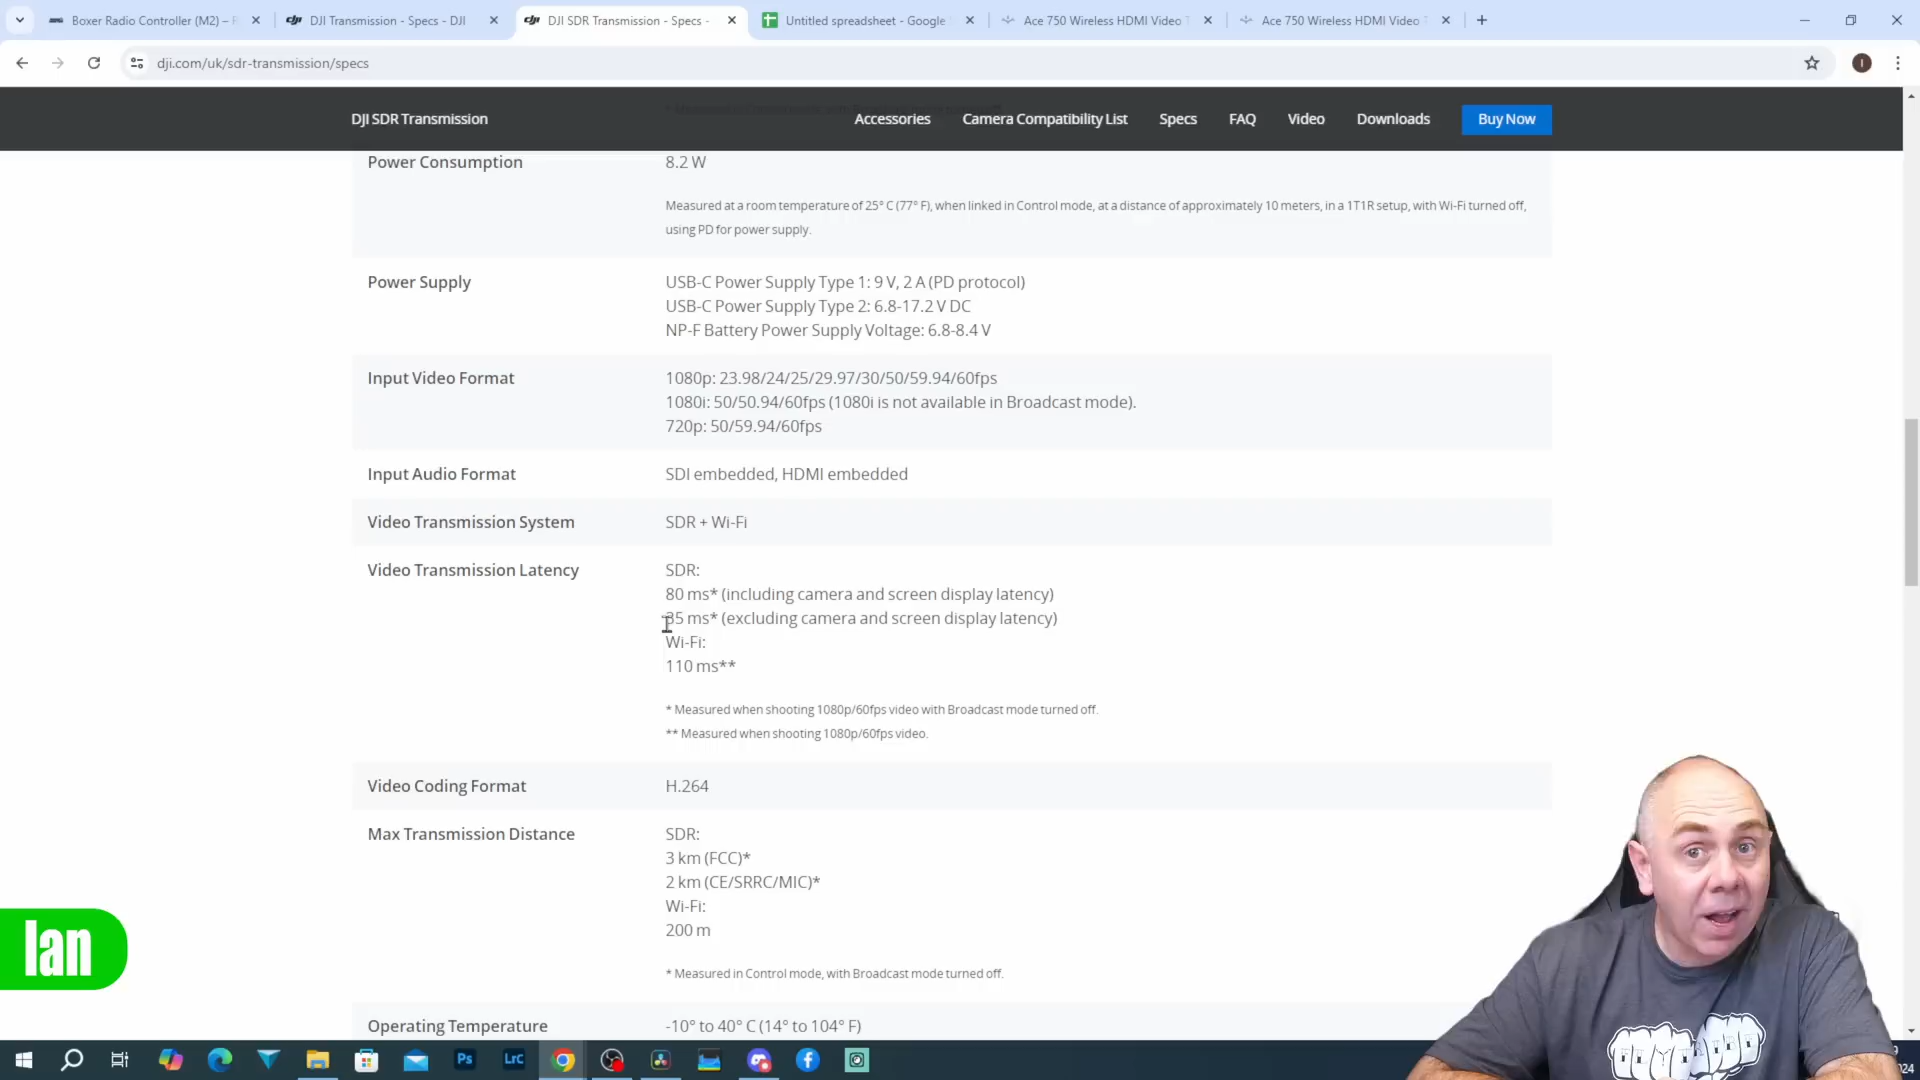 Boxer Radio Controller (M2) – R
DJI Transmission - Specs - DJI
DJI SDR Transmission - Specs -
Untitled spreadsheet - Google
Ace 750 Wireless HDMI Video T
Ace 750 Wireless HDMI Video T
dji.com/uk/sdr-transmission/specs
I
DJI SDR Transmission
Accessories
Camera Compatibility List
Specs
FAQ
Video
Downloads
Buy Now
Power Consumption
8.2 W
Measured at a room temperature of 25° C (77° F), when linked in Control mode, at a distance of approximately 10 meters, in a 1T1R setup, with Wi-Fi turned off,
using PD for power supply.
Power Supply
USB-C Power Supply Type 1: 9 V, 2 A (PD protocol)
USB-C Power Supply Type 2: 6.8-17.2 V DC
NP-F Battery Power Supply Voltage: 6.8-8.4 V
Input Video Format
1080p: 23.98/24/25/29.97/30/50/59.94/60fps
1080i: 50/50.94/60fps (1080i is not available in Broadcast mode).
720p: 50/59.94/60fps
Input Audio Format
SDI embedded, HDMI embedded
Video Transmission System
SDR + Wi-Fi
Video Transmission Latency
SDR:
80 ms* (including camera and screen display latency)
35 ms* (excluding camera and screen display latency)
Wi-Fi:
110 ms**
* Measured when shooting 1080p/60fps video with Broadcast mode turned off.
** Measured when shooting 1080p/60fps video.
Video Coding Format
H.264
Max Transmission Distance
SDR:
3 km (FCC)*
2 km (CE/SRRC/MIC)*
Wi-Fi:
200 m
* Measured in Control mode, with Broadcast mode turned off.
Operating Temperature
-10° to 40° C (14° to 104° F)
Ian
Ps
LrC